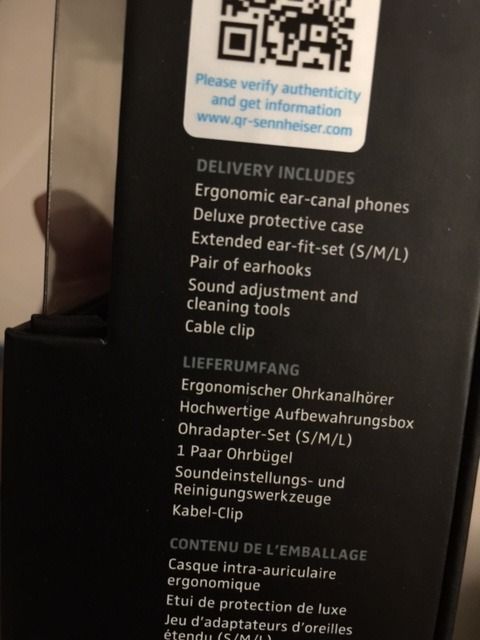 Please verify authenticity
and get information
www.qr-sennheiser.com
DELIVERY INCLUDES
Ergonomic ear-canal phones
Deluxe protective case
Extended ear-fit-set (S/M/L)
Pair of earhooks
Sound adjustment and
cleaning tools
Cable clip
LIEFERUMFANG
Ergonomischer Ohrkanalhörer
Hochwertige Aufbewahrungsbox
Ohradapter-Set (S/M/L)
1 Paar Ohrbügel
Soundeinstellungs- und
Reinigungswerkzeuge
Kabel-Clip
CONTENU DE L'EMBALLAGE
Casque intra-auriculaire
ergonomique
Etui de protection de luxe
Jeu d'adaptateurs d'oreilles
étendu (S/M/L)